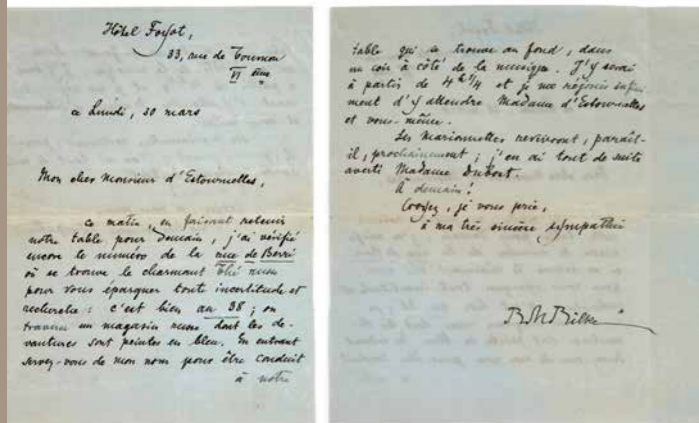 Hôtel Foyot,
33, rue de Tournon
VI ème
ce Lundi, 30 mars
Mon cher Monsieur d'Estournelles,
ce matin, en faisant retenir
notre table pour demain, j'ai vérifié
encore le numéro de la rue de Berri
où se trouve le charmant Thé russe
pour vous épargner toute incertitude et
recherche : c'est bien au 38 ; on
traverse un magasin russe dont les de-
vantures sont peintes en bleu. En entrant
servez-vous de mon nom pour être conduit
à notre
table qui se trouve au fond, dans
un coin à côté de la musique. J'y serai
à partir de 4 h 1/4 et je me réjouis infini-
ment d'y attendre Madame d'Estournelles
et vous-même.
Les Marionnettes revivront, paraît-
il, prochainement ; j'en ai tout de suite
averti Madame Dubost.
À demain !
Croyez, je vous prie,
à ma très sincère sympathie
RMRilke